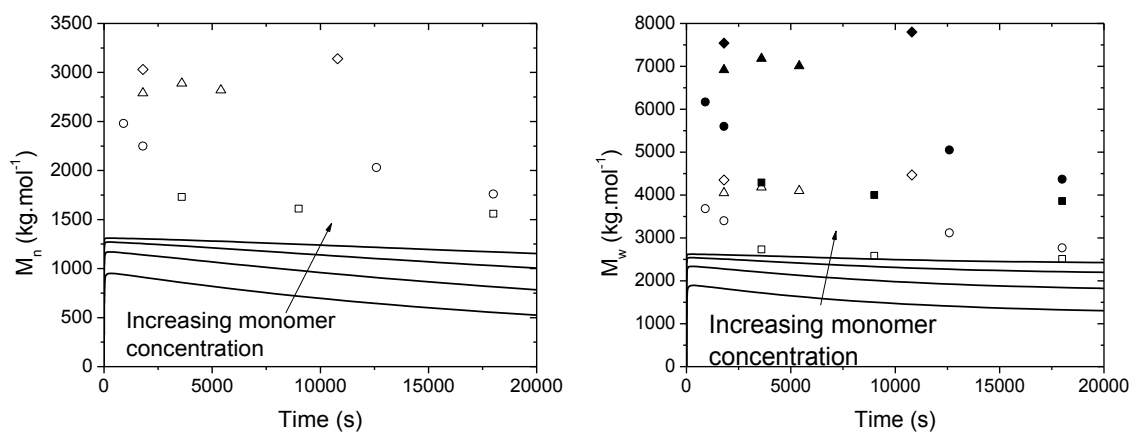 3500
3000
2500
2000
1500
1000
500
0
M_n (kg.mol⁻¹)
Increasing monomer
concentration
0 5000 10000 15000 20000
Time (s)
8000
7000
6000
5000
4000
3000
2000
1000
0
M_w (kg.mol⁻¹)
Increasing monomer
concentration
0 5000 10000 15000 20000
Time (s)